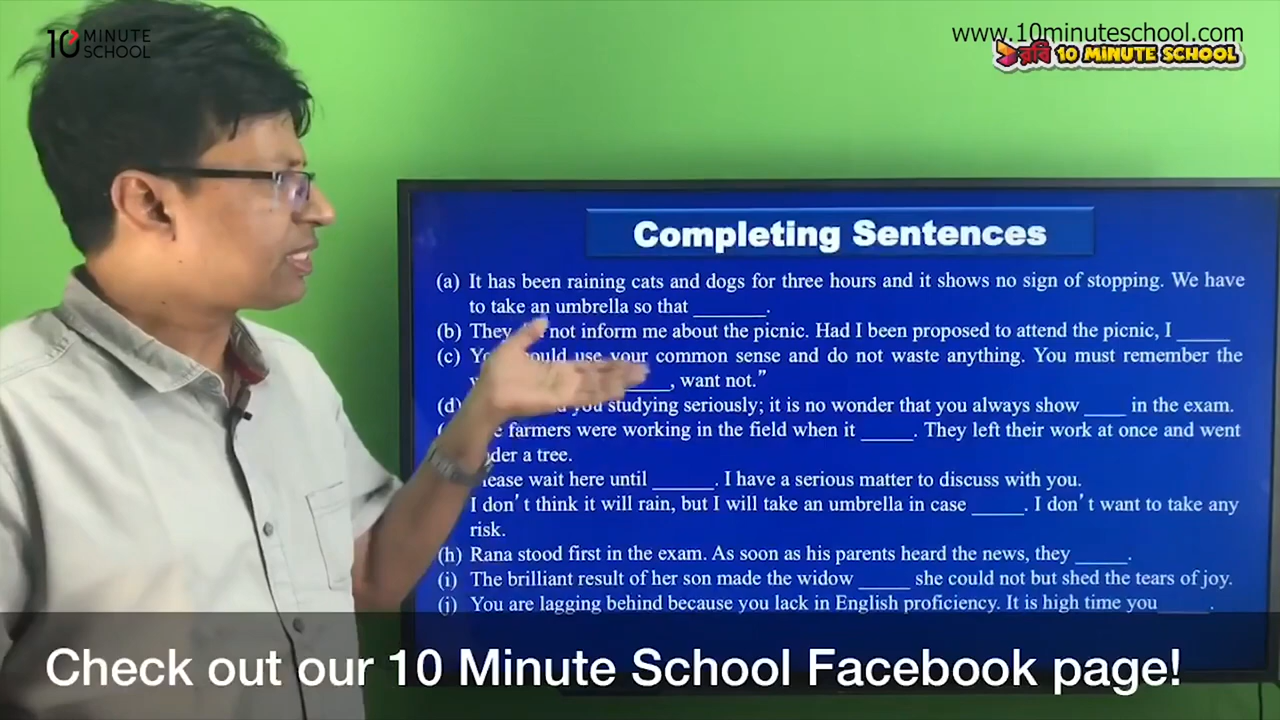 10 MINUTE SCHOOL
www.10minuteschool.com
রবি 10 MINUTE SCHOOL
Completing Sentences
(a) It has been raining cats and dogs for three hours and it shows no sign of stopping. We have
to take an umbrella so that _______.
(b) They not inform me about the picnic. Had I been proposed to attend the picnic, I _____
(c) use your common sense and do not waste anything. You must remember the
_____, want not.”
(d) you studying seriously; it is no wonder that you always show ____ in the exam.
farmers were working in the field when it _____. They left their work at once and went
a tree.
wait here until ______. I have a serious matter to discuss with you.
I don’t think it will rain, but I will take an umbrella in case _____. I don’t want to take any
risk.
(h) Rana stood first in the exam. As soon as his parents heard the news, they _____.
(i) The brilliant result of her son made the widow _____ she could not but shed the tears of joy.
(j) You are lagging behind because you lack in English proficiency. It is high time you_____.
Check out our 10 Minute School Facebook page!